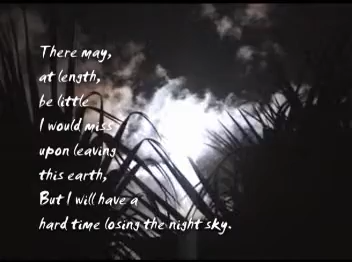 There may,
at length,
be little
I would miss
upon leaving
this earth,
But I will have a
hard time losing the night sky.